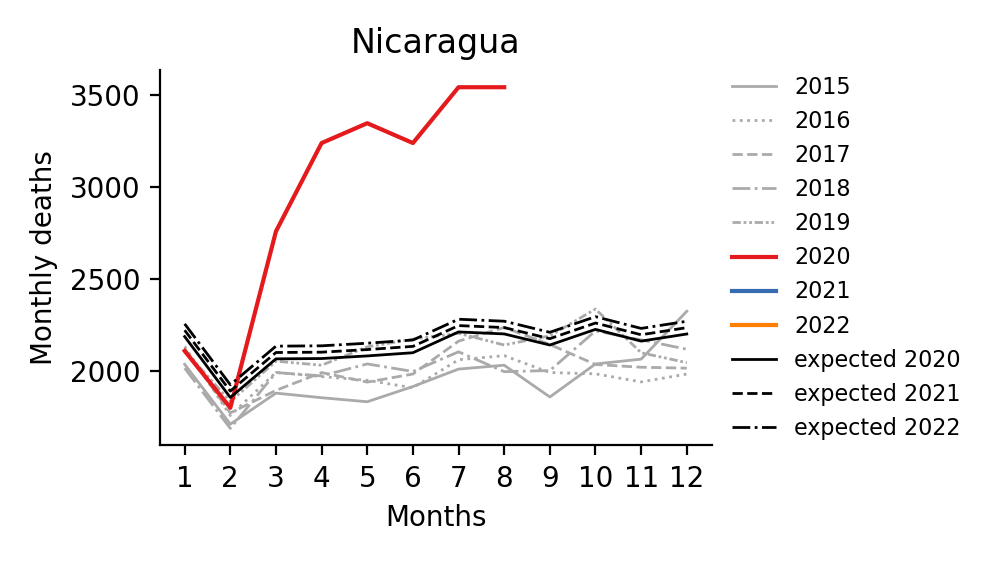 Nicaragua
Monthly deaths
3500
3000
2500
2000
1 2 3 4 5 6 7 8 9 10 11 12
Months
2015
2016
2017
2018
2019
2020
2021
2022
expected 2020
expected 2021
expected 2022